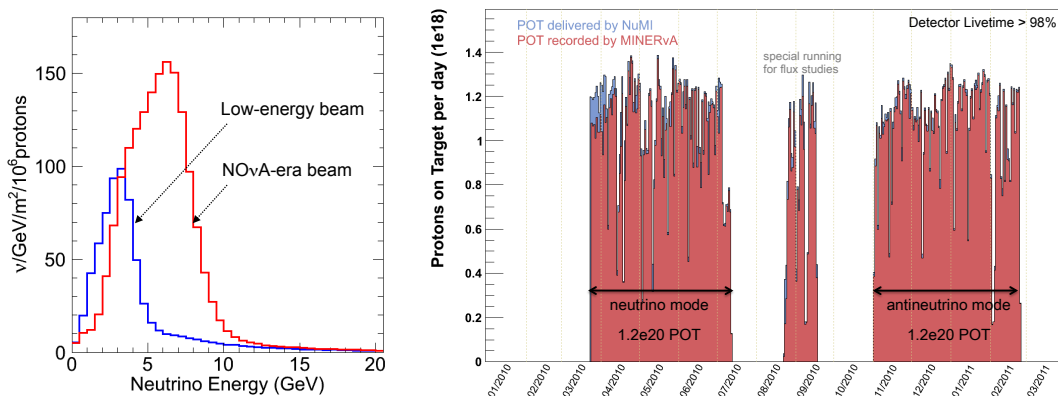 150
100
50
0
ν/GeV/m²/10⁶protons
Low-energy beam
NOνA-era beam
0
5
10
15
20
Neutrino Energy (GeV)
Protons on Target per day (1e18)
POT delivered by NuMI
POT recorded by MINERvA
Detector Livetime > 98%
special running
for flux studies
1.4
1.2
1
0.8
0.6
0.4
0.2
0
neutrino mode
1.2e20 POT
antineutrino mode
1.2e20 POT
01/2010
02/2010
03/2010
04/2010
05/2010
06/2010
07/2010
08/2010
09/2010
10/2010
11/2010
12/2010
01/2011
02/2011
03/2011